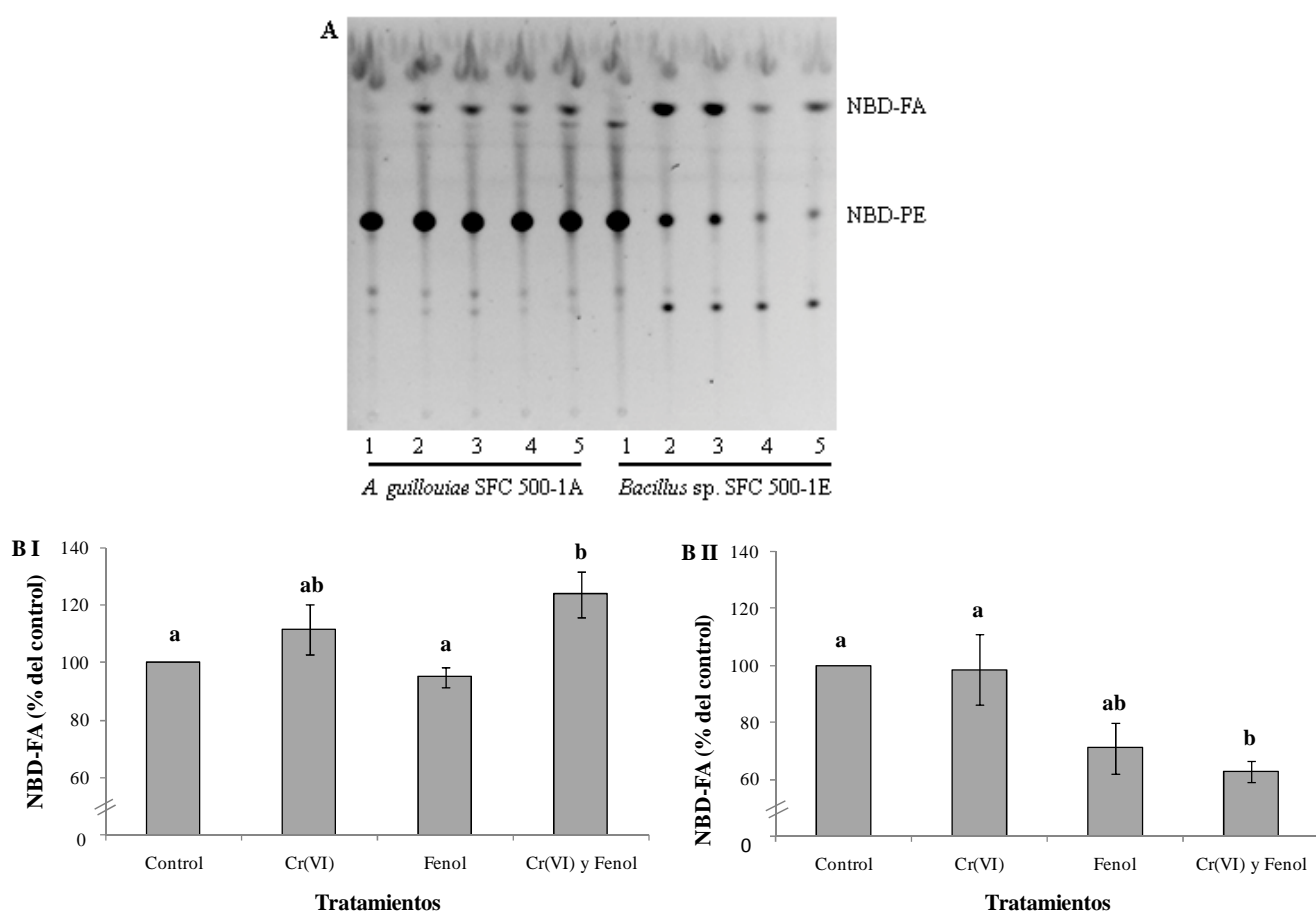 A
NBD-FA
NBD-PE
1 2 3 4 5 1 2 3 4 5
A. guillouiae SFC 500-1A Bacillus sp. SFC 500-1E
B I
NBD-FA (% del control)
140
120
100
80
60
0
a
ab
a
b
Control Cr(VI) Fenol Cr(VI) y Fenol
Tratamientos
B II
NBD-FA (% del control)
140
120
100
80
60
0
a
a
ab
b
Control Cr(VI) Fenol Cr(VI) y Fenol
Tratamientos